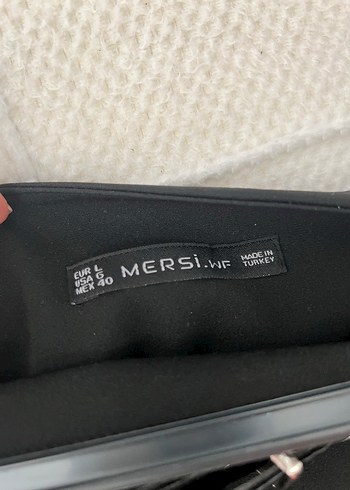 EUR L
USA G
MEX 40
MERSİ.WF
MADE IN
TURKEY